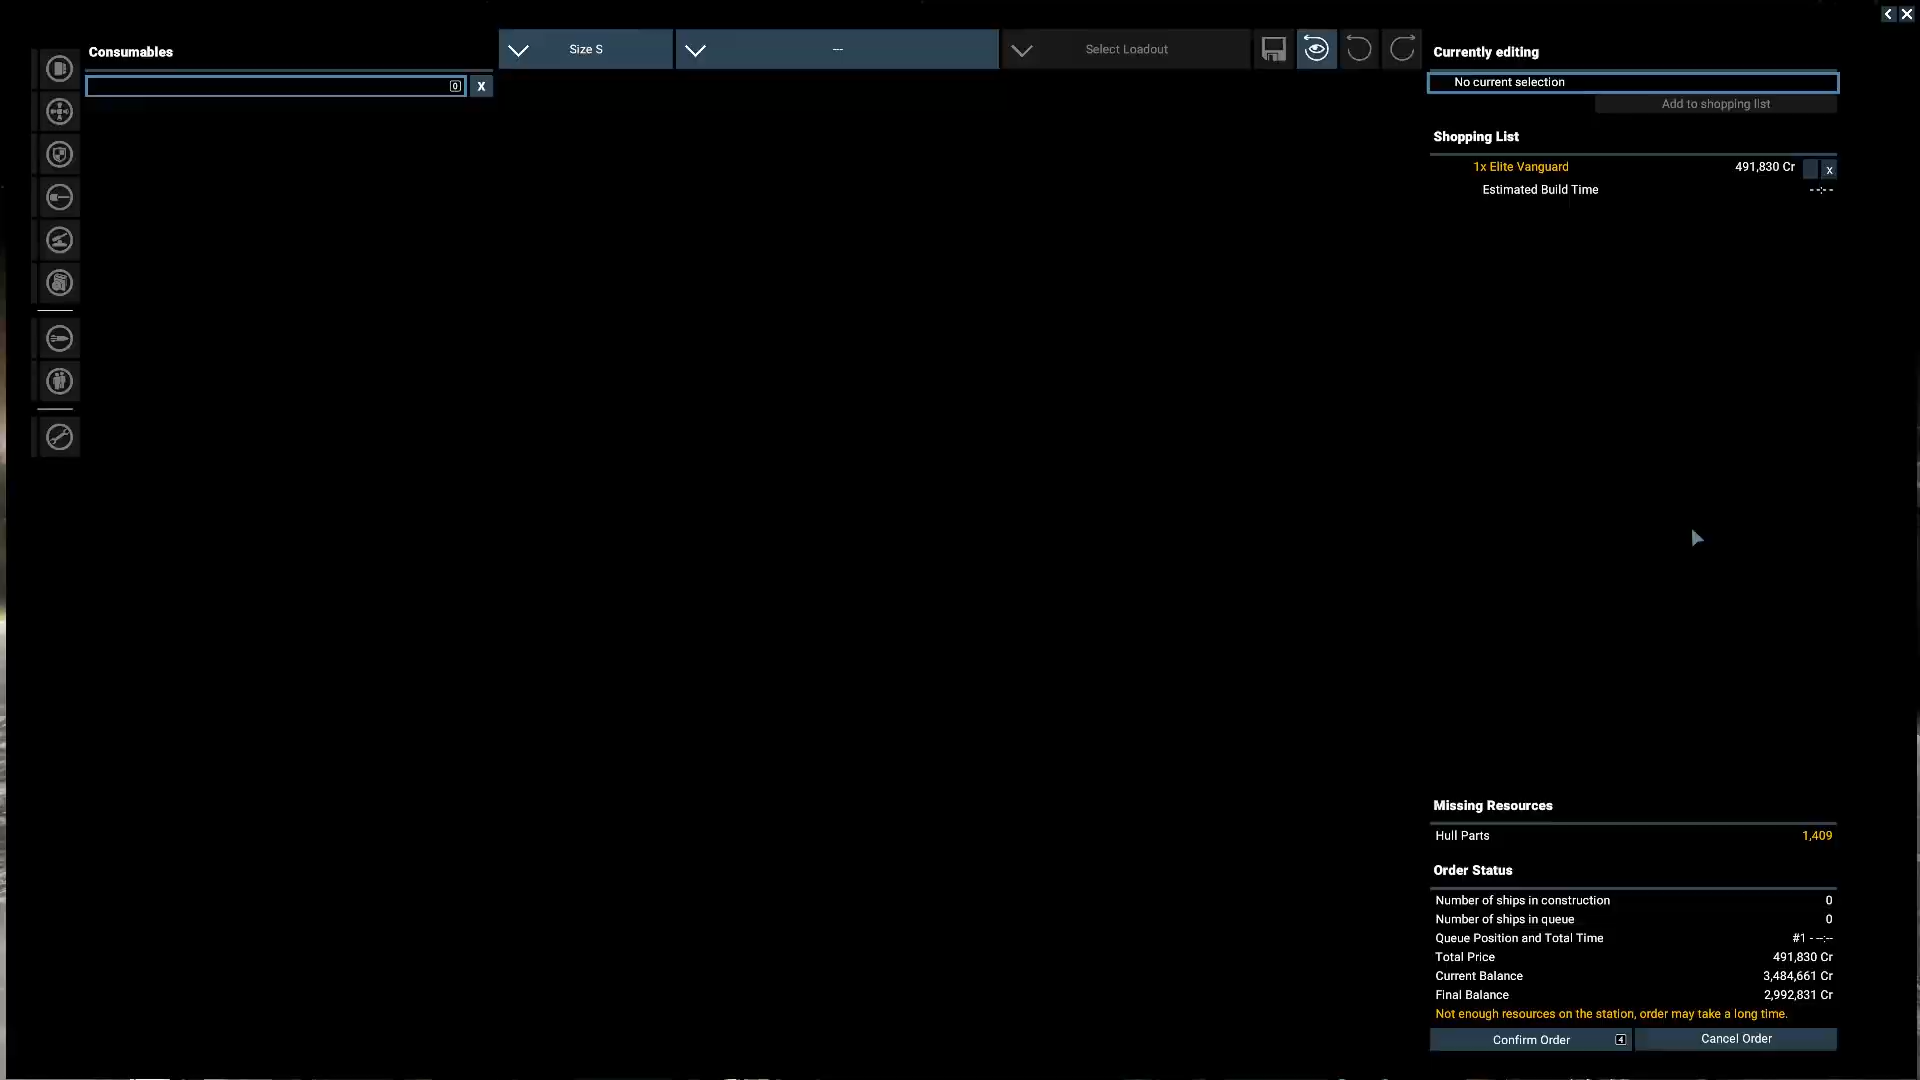 Consumables
0
X
Size S
---
Select Loadout
Currently editing
No current selection
Add to shopping list
Shopping List
1x Elite Vanguard 491,830 Cr x
Estimated Build Time --:--
Missing Resources
Hull Parts 1,409
Order Status
Number of ships in construction 0
Number of ships in queue 0
Queue Position and Total Time #1 - --:--
Total Price 491,830 Cr
Current Balance 3,484,661 Cr
Final Balance 2,992,831 Cr
Not enough resources on the station, order may take a long time.
Confirm Order 4
Cancel Order